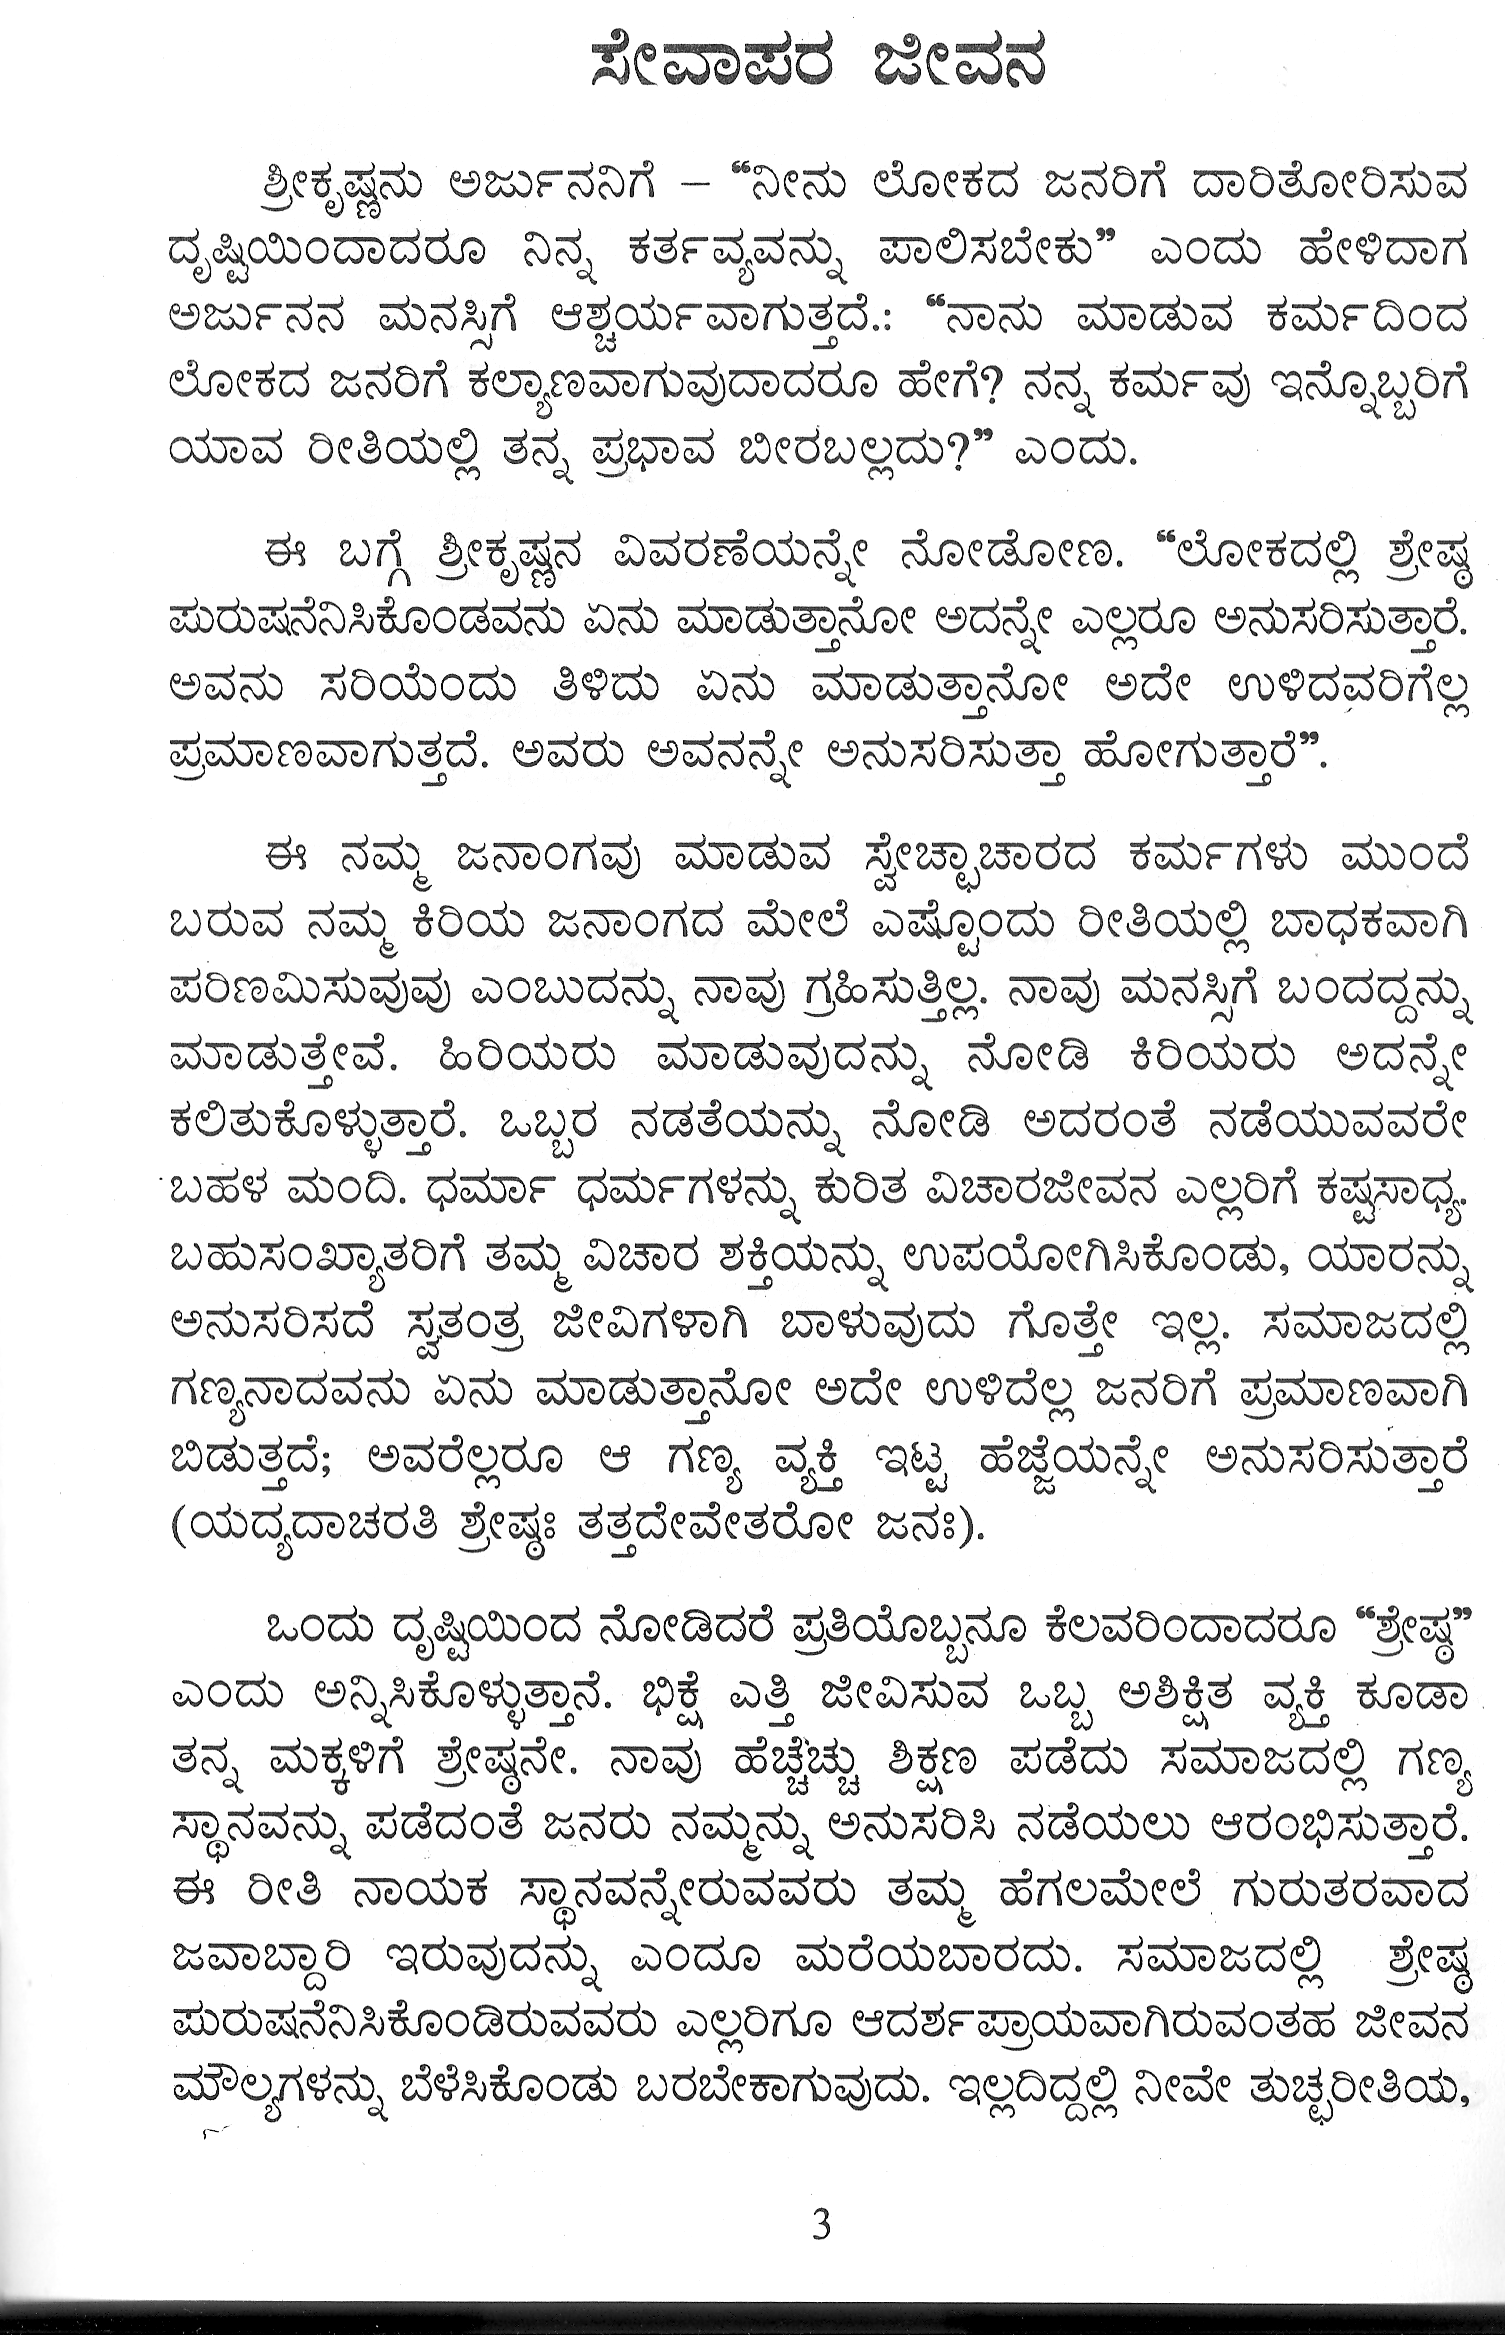 ಸೇವಾಪರ ಜೀವನ
ಶ್ರೀಕೃಷ್ಣನು ಅರ್ಜುನನಿಗೆ – “ನೀನು ಲೋಕದ ಜನರಿಗೆ ದಾರಿತೋರಿಸುವ
ದೃಷ್ಟಿಯಿಂದಾದರೂ ನಿನ್ನ ಕರ್ತವ್ಯವನ್ನು ಪಾಲಿಸಬೇಕು” ಎಂದು ಹೇಳಿದಾಗ
ಅರ್ಜುನನ ಮನಸ್ಸಿಗೆ ಆಶ್ಚರ್ಯವಾಗುತ್ತದೆ.: “ನಾನು ಮಾಡುವ ಕರ್ಮದಿಂದ
ಲೋಕದ ಜನರಿಗೆ ಕಲ್ಯಾಣವಾಗುವುದಾದರೂ ಹೇಗೆ? ನನ್ನ ಕರ್ಮವು ಇನ್ನೊಬ್ಬರಿಗೆ
ಯಾವ ರೀತಿಯಲ್ಲಿ ತನ್ನ ಪ್ರಭಾವ ಬೀರಬಲ್ಲದು?” ಎಂದು.
ಈ ಬಗ್ಗೆ ಶ್ರೀಕೃಷ್ಣನ ವಿವರಣೆಯನ್ನೇ ನೋಡೋಣ. “ಲೋಕದಲ್ಲಿ ಶ್ರೇಷ್ಠ
ಪುರುಷನೆನಿಸಿಕೊಂಡವನು ಏನು ಮಾಡುತ್ತಾನೋ ಅದನ್ನೇ ಎಲ್ಲರೂ ಅನುಸರಿಸುತ್ತಾರೆ.
ಅವನು ಸರಿಯೆಂದು ತಿಳಿದು ಏನು ಮಾಡುತ್ತಾನೋ ಅದೇ ಉಳಿದವರಿಗೆಲ್ಲ
ಪ್ರಮಾಣವಾಗುತ್ತದೆ. ಅವರು ಅವನನ್ನೇ ಅನುಸರಿಸುತ್ತಾ ಹೋಗುತ್ತಾರೆ”.
ಈ ನಮ್ಮ ಜನಾಂಗವು ಮಾಡುವ ಸ್ವೇಚ್ಛಾಚಾರದ ಕರ್ಮಗಳು ಮುಂದೆ
ಬರುವ ನಮ್ಮ ಕಿರಿಯ ಜನಾಂಗದ ಮೇಲೆ ಎಷ್ಟೊಂದು ರೀತಿಯಲ್ಲಿ ಬಾಧಕವಾಗಿ
ಪರಿಣಮಿಸುವುವು ಎಂಬುದನ್ನು ನಾವು ಗ್ರಹಿಸುತ್ತಿಲ್ಲ. ನಾವು ಮನಸ್ಸಿಗೆ ಬಂದದ್ದನ್ನು
ಮಾಡುತ್ತೇವೆ. ಹಿರಿಯರು ಮಾಡುವುದನ್ನು ನೋಡಿ ಕಿರಿಯರು ಅದನ್ನೇ
ಕಲಿತುಕೊಳ್ಳುತ್ತಾರೆ. ಒಬ್ಬರ ನಡತೆಯನ್ನು ನೋಡಿ ಅದರಂತೆ ನಡೆಯುವವರೇ
ಬಹಳ ಮಂದಿ. ಧರ್ಮಾ ಧರ್ಮಗಳನ್ನು ಕುರಿತ ವಿಚಾರಜೀವನ ಎಲ್ಲರಿಗೆ ಕಷ್ಟಸಾಧ್ಯ.
ಬಹುಸಂಖ್ಯಾತರಿಗೆ ತಮ್ಮ ವಿಚಾರ ಶಕ್ತಿಯನ್ನು ಉಪಯೋಗಿಸಿಕೊಂಡು, ಯಾರನ್ನು
ಅನುಸರಿಸದೆ ಸ್ವತಂತ್ರ ಜೀವಿಗಳಾಗಿ ಬಾಳುವುದು ಗೊತ್ತೇ ಇಲ್ಲ. ಸಮಾಜದಲ್ಲಿ
ಗಣ್ಯನಾದವನು ಏನು ಮಾಡುತ್ತಾನೋ ಅದೇ ಉಳಿದೆಲ್ಲ ಜನರಿಗೆ ಪ್ರಮಾಣವಾಗಿ
ಬಿಡುತ್ತದೆ; ಅವರೆಲ್ಲರೂ ಆ ಗಣ್ಯ ವ್ಯಕ್ತಿ ಇಟ್ಟ ಹೆಜ್ಜೆಯನ್ನೇ ಅನುಸರಿಸುತ್ತಾರೆ
(ಯದ್ಯದಾಚರತಿ ಶ್ರೇಷ್ಠಃ ತತ್ತದೇವೇತರೋ ಜನಃ).
ಒಂದು ದೃಷ್ಟಿಯಿಂದ ನೋಡಿದರೆ ಪ್ರತಿಯೊಬ್ಬನೂ ಕೆಲವರಿಂದಾದರೂ “ಶ್ರೇಷ್ಠ”
ಎಂದು ಅನ್ನಿಸಿಕೊಳ್ಳುತ್ತಾನೆ. ಭಿಕ್ಷೆ ಎತ್ತಿ ಜೀವಿಸುವ ಒಬ್ಬ ಅಶಿಕ್ಷಿತ ವ್ಯಕ್ತಿ ಕೂಡಾ
ತನ್ನ ಮಕ್ಕಳಿಗೆ ಶ್ರೇಷ್ಠನೇ. ನಾವು ಹೆಚ್ಚೆಚ್ಚು ಶಿಕ್ಷಣ ಪಡೆದು ಸಮಾಜದಲ್ಲಿ ಗಣ್ಯ
ಸ್ಥಾನವನ್ನು ಪಡೆದಂತೆ ಜನರು ನಮ್ಮನ್ನು ಅನುಸರಿಸಿ ನಡೆಯಲು ಆರಂಭಿಸುತ್ತಾರೆ.
ಈ ರೀತಿ ನಾಯಕ ಸ್ಥಾನವನ್ನೇರುವವರು ತಮ್ಮ ಹೆಗಲಮೇಲೆ ಗುರುತರವಾದ
ಜವಾಬ್ದಾರಿ ಇರುವುದನ್ನು ಎಂದೂ ಮರೆಯಬಾರದು. ಸಮಾಜದಲ್ಲಿ ಶ್ರೇಷ್ಠ
ಪುರುಷನೆನಿಸಿಕೊಂಡಿರುವವರು ಎಲ್ಲರಿಗೂ ಆದರ್ಶಪ್ರಾಯವಾಗಿರುವಂತಹ ಜೀವನ
ಮೌಲ್ಯಗಳನ್ನು ಬೆಳೆಸಿಕೊಂಡು ಬರಬೇಕಾಗುವುದು. ಇಲ್ಲದಿದ್ದಲ್ಲಿ ನೀವೇ ತುಚ್ಛರೀತಿಯ,
3